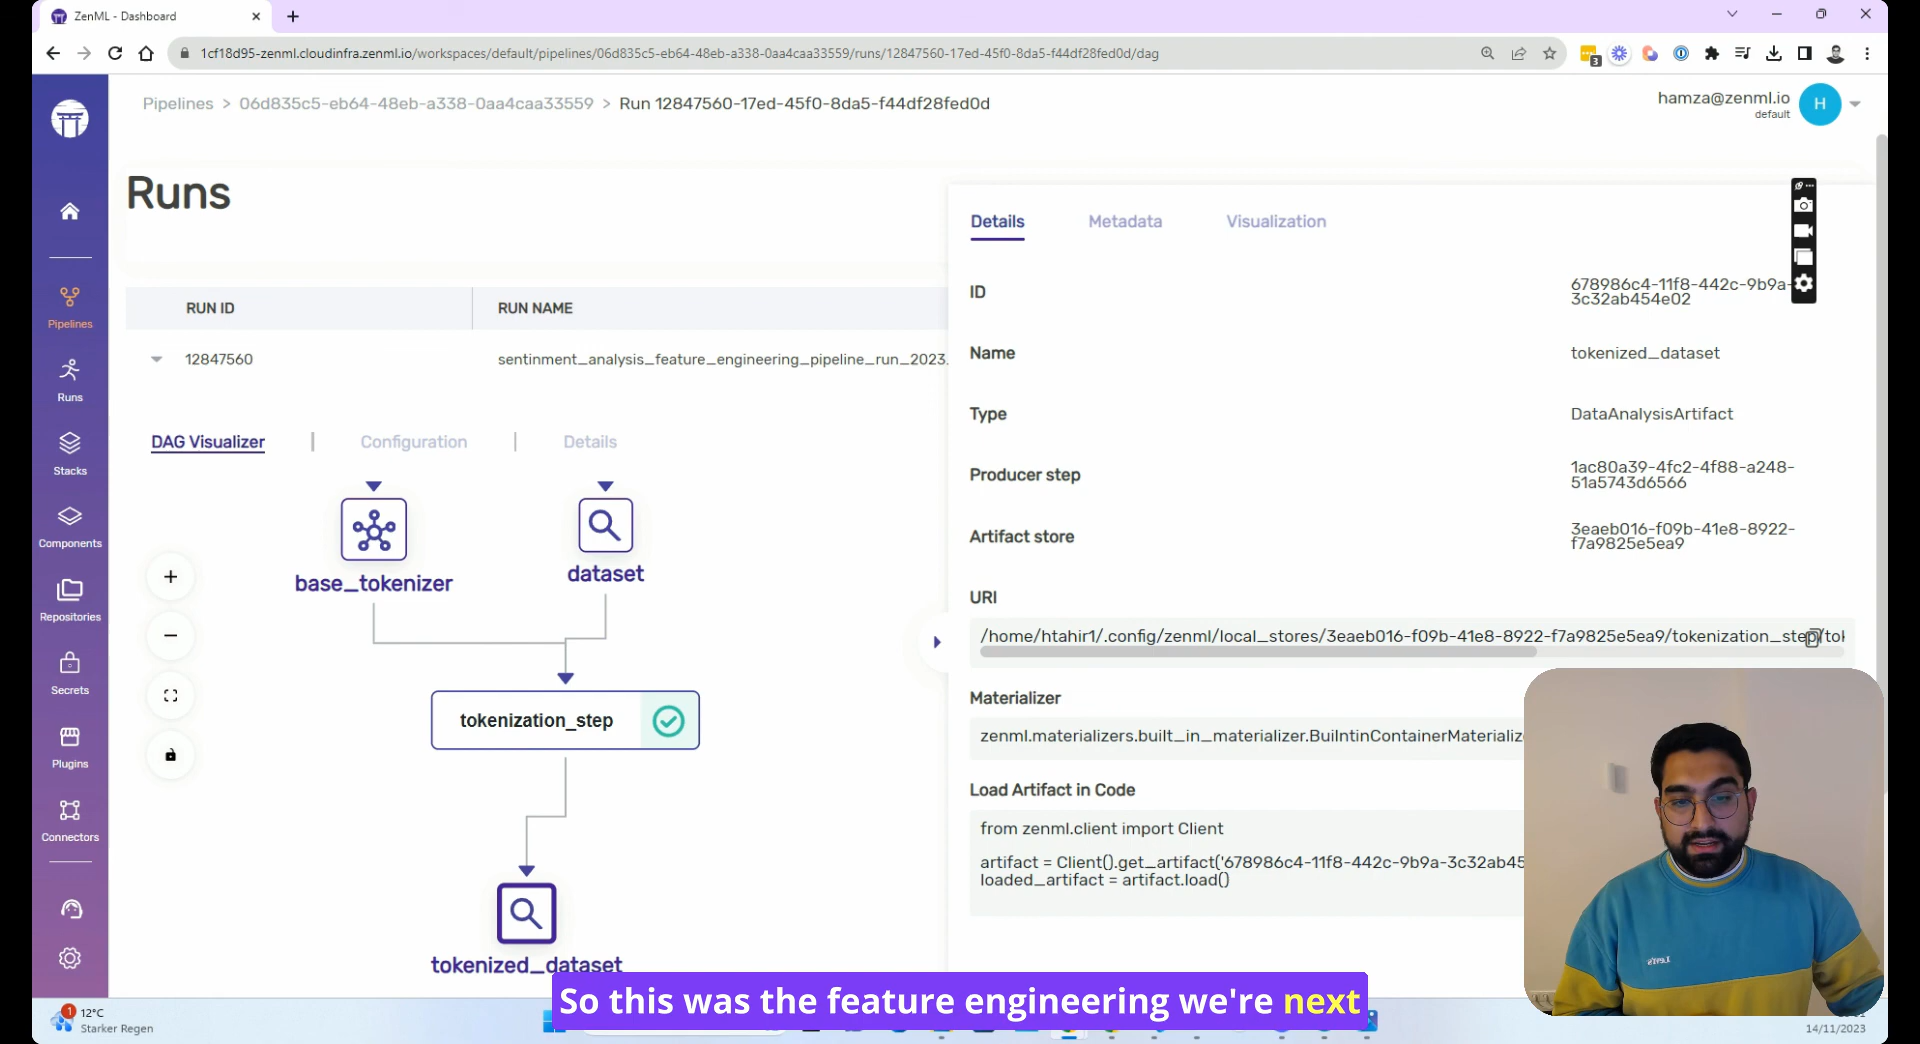 ZenML - Dashboard
1cf18d95-zenml.cloudinfra.zenml.io/workspaces/default/pipelines/06d835c5-eb64-48eb-a338-0aa4caa33559/runs/12847560-17ed-45f0-8da5-f44df28fed0d/dag
3
Pipelines > 06d835c5-eb64-48eb-a338-0aa4caa33559 > Run 12847560-17ed-45f0-8da5-f44df28fed0d
hamza@zenml.io
default
H
Runs
Details Metadata Visualization
RUN ID RUN NAME
12847560 sentinment_analysis_feature_engineering_pipeline_run_2023.
DAG Visualizer | Configuration | Details
base_tokenizer
dataset
tokenization_step
tokenized_dataset
Pipelines
Runs
Stacks
Components
Repositories
Secrets
Plugins
Connectors
ID
678986c4-11f8-442c-9b9a-
3c32ab454e02
Name tokenized_dataset
Type DataAnalysisArtifact
Producer step
1ac80a39-4fc2-4f88-a248-
51a5743d6566
Artifact store
3eaeb016-f09b-41e8-8922-
f7a9825e5ea9
URI
/home/htahir1/.config/zenml/local_stores/3eaeb016-f09b-41e8-8922-f7a9825e5ea9/tokenization_step/tok
Materializer
zenml.materializers.built_in_materializer.BuilntinContainerMaterialize
Load Artifact in Code
from zenml.client import Client
artifact = Client().get_artifact('678986c4-11f8-442c-9b9a-3c32ab45
loaded_artifact = artifact.load()
So this was the feature engineering we're next
1
12°C
Starker Regen
14/11/2023